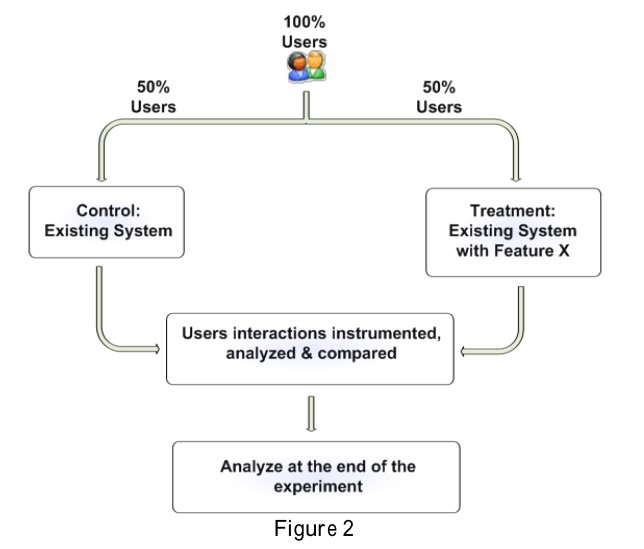 100%
Users
50%
Users
50%
Users
Control:
Existing System
Treatment:
Existing System
with Feature X
Users interactions instrumented,
analyzed & compared
Analyze at the end of the
experiment
Figure 2